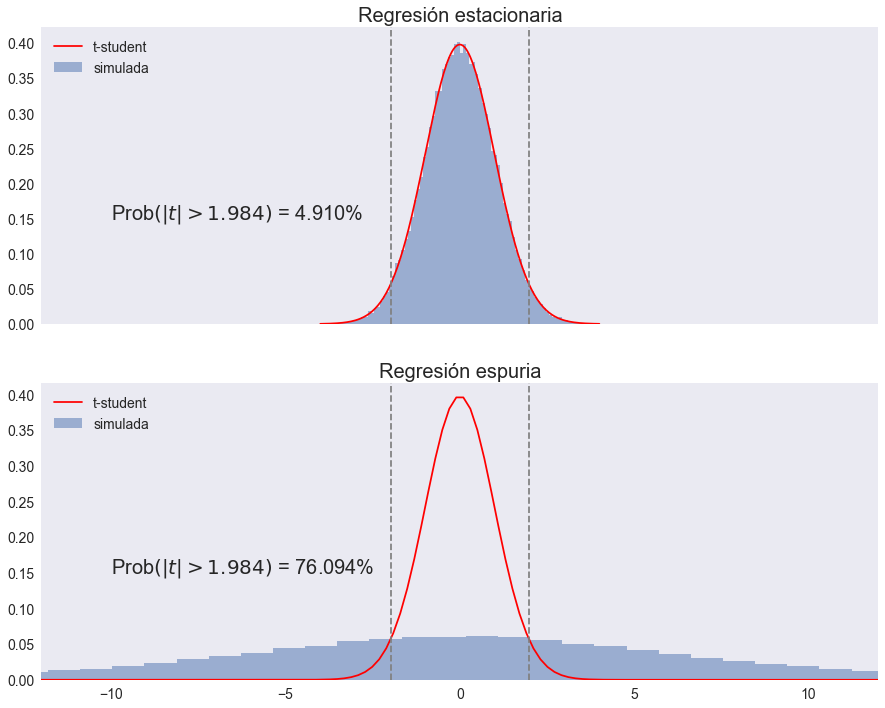 Regresión estacionaria
0.40
0.35
0.30
0.25
0.20
0.15
0.10
0.05
0.00
t-student
simulada
Prob(|t| > 1.984) = 4.910%
Regresión espuria
0.40
0.35
0.30
0.25
0.20
0.15
0.10
0.05
0.00
t-student
simulada
Prob(|t| > 1.984) = 76.094%
−10 −5 0 5 10